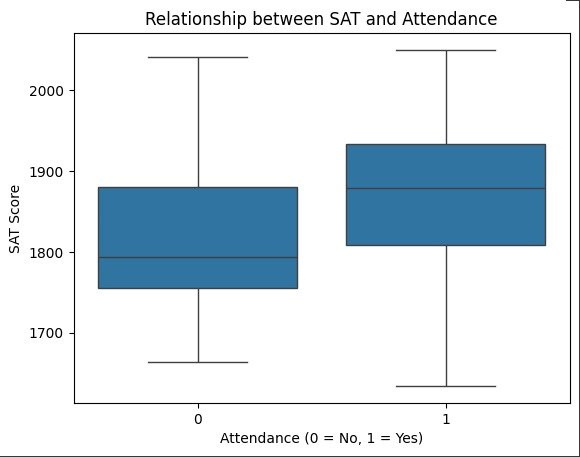 Relationship between SAT and Attendance
2000
1900
1800
1700
SAT Score
0
1
Attendance (0 = No, 1 = Yes)